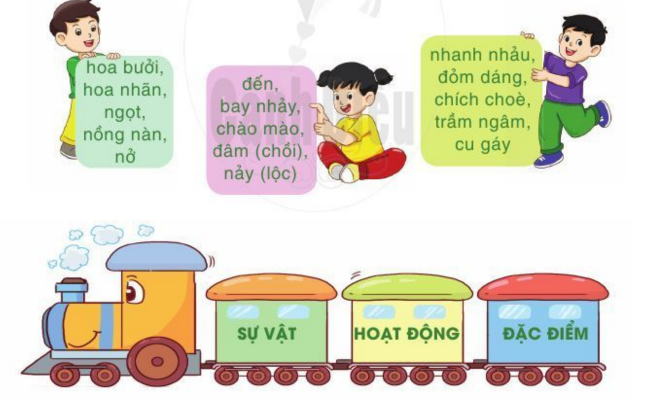 hoa bưởi,
hoa nhãn,
ngọt,
nồng nàn,
nở
đến,
bay nhảy,
chào mào,
đâm (chồi),
nảy (lộc)
nhanh nhảu,
đỏm dáng,
chích choè,
trầm ngâm,
cu gáy
SỰ VẬT
HOẠT ĐỘNG
ĐẶC ĐIỂM